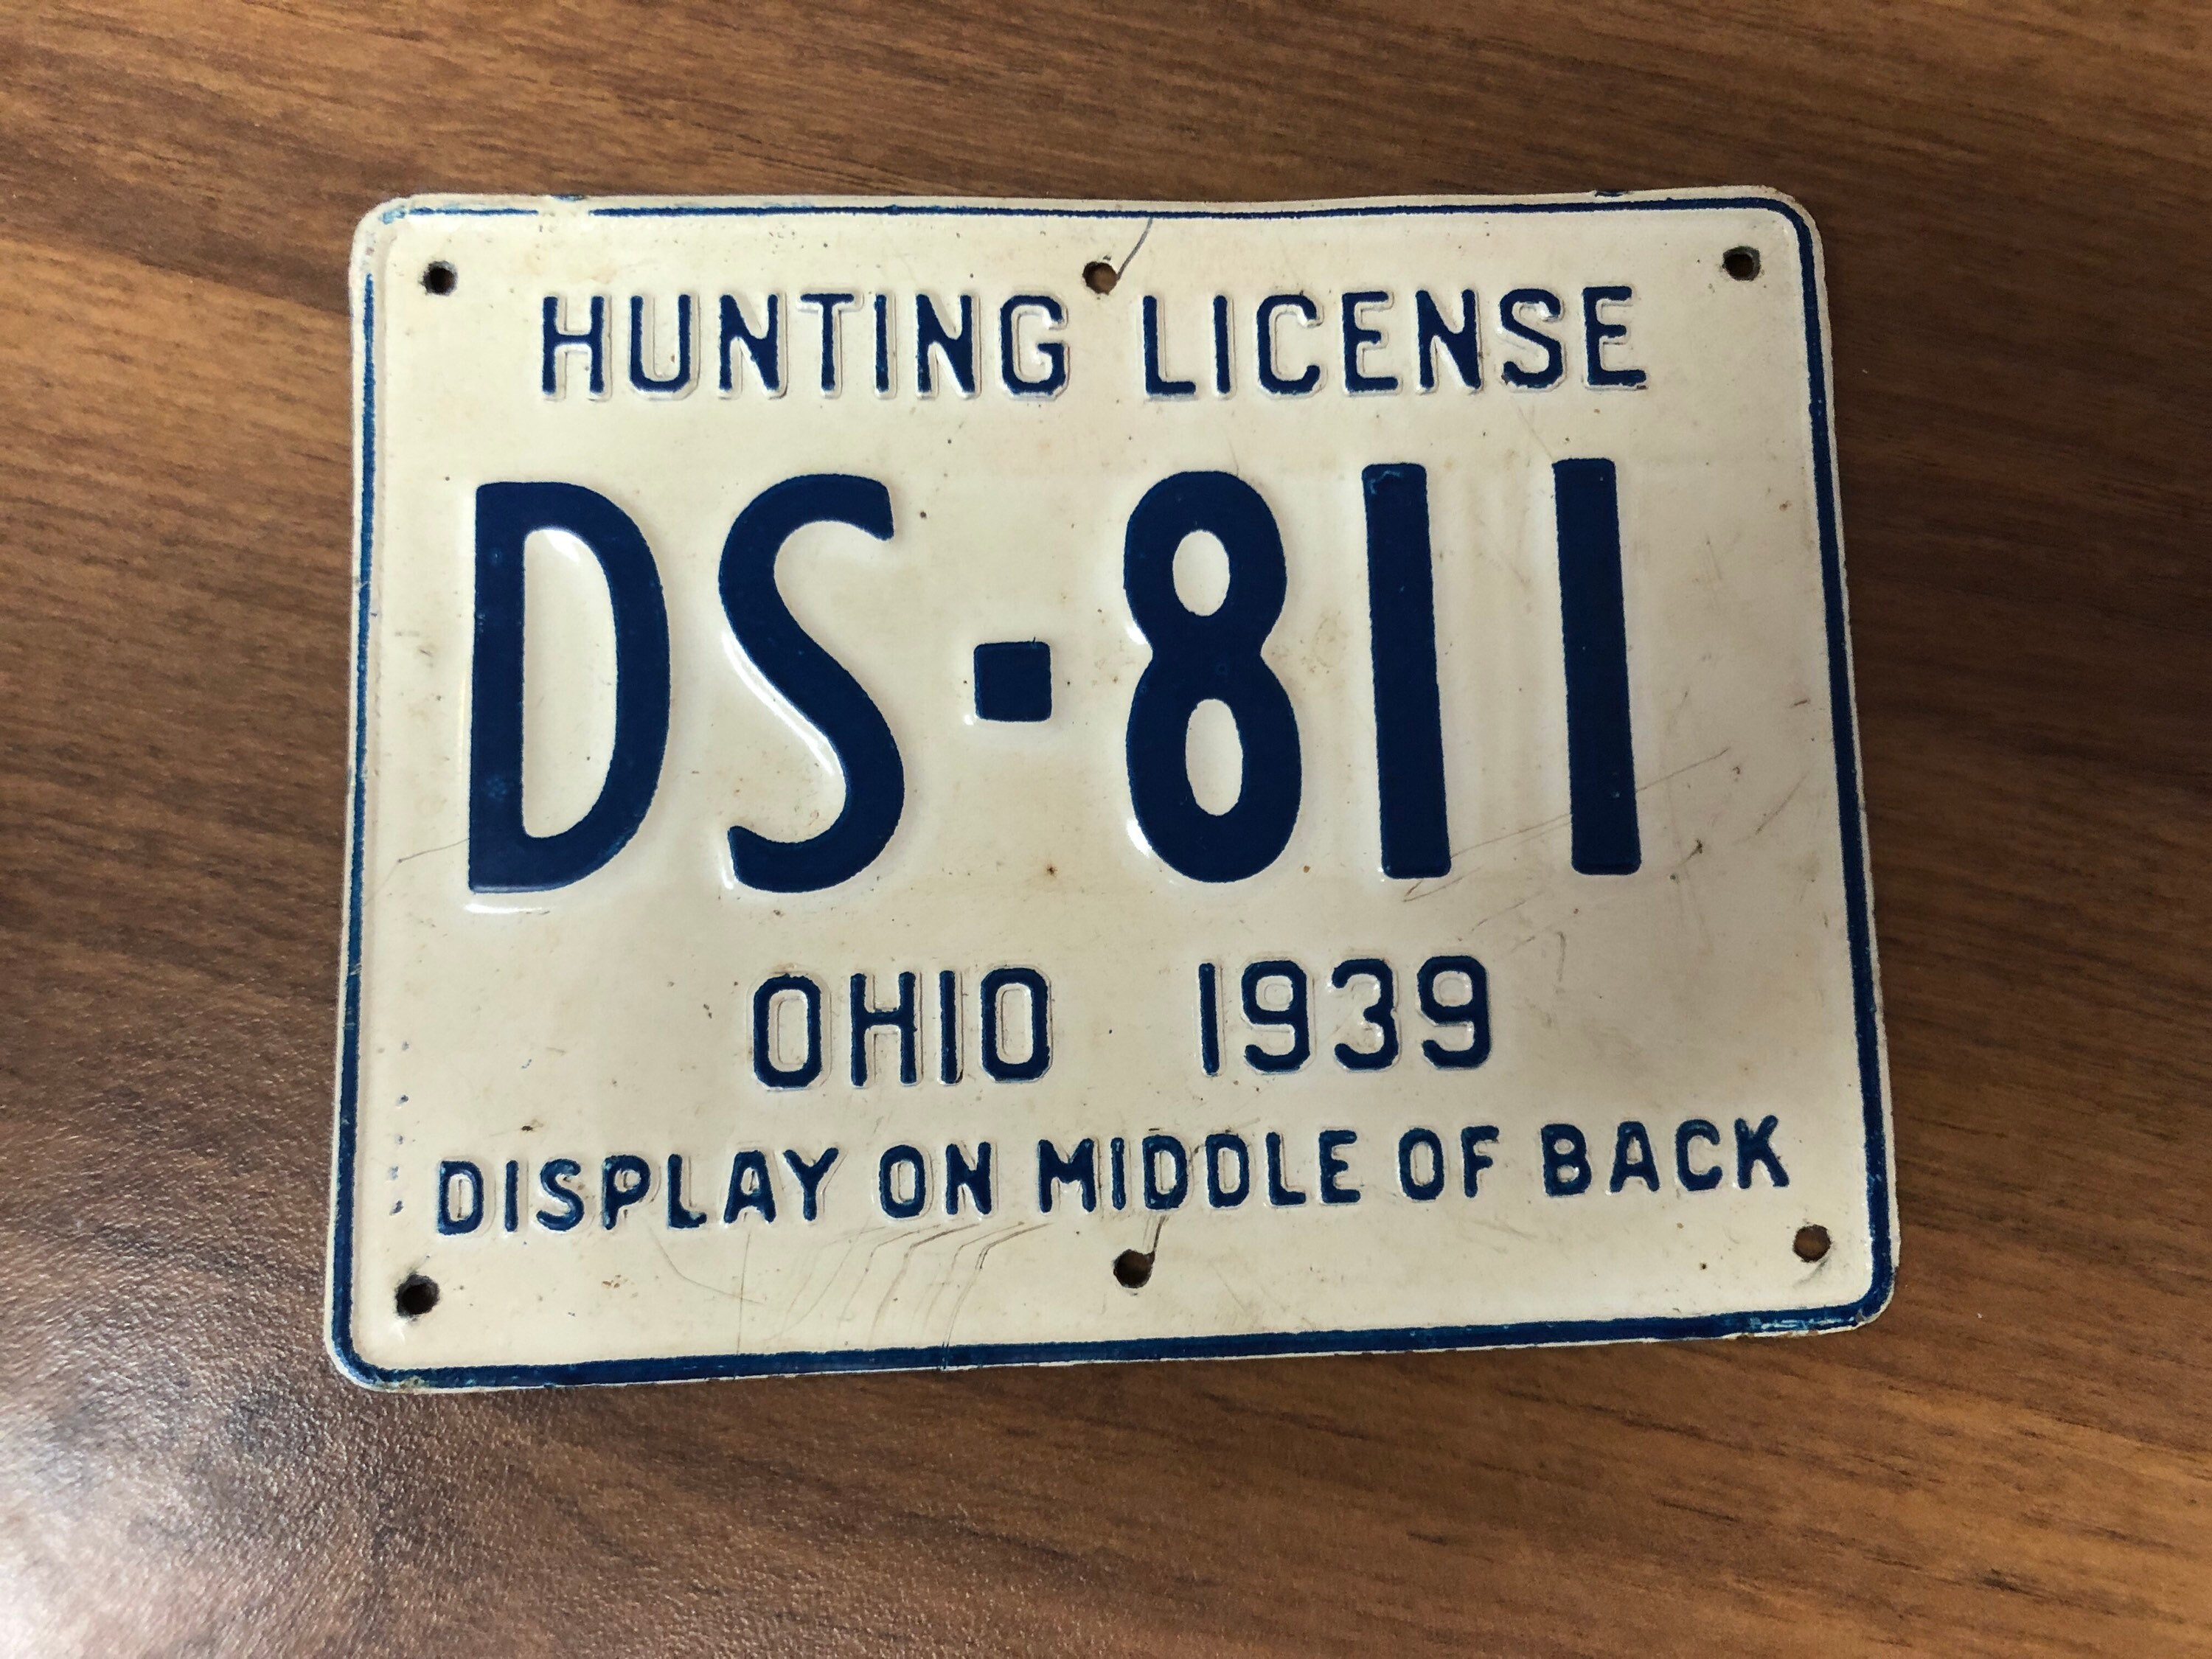 HUNTING LICENSE
DS-811
OHIO 1939
DISPLAY ON MIDDLE OF BACK